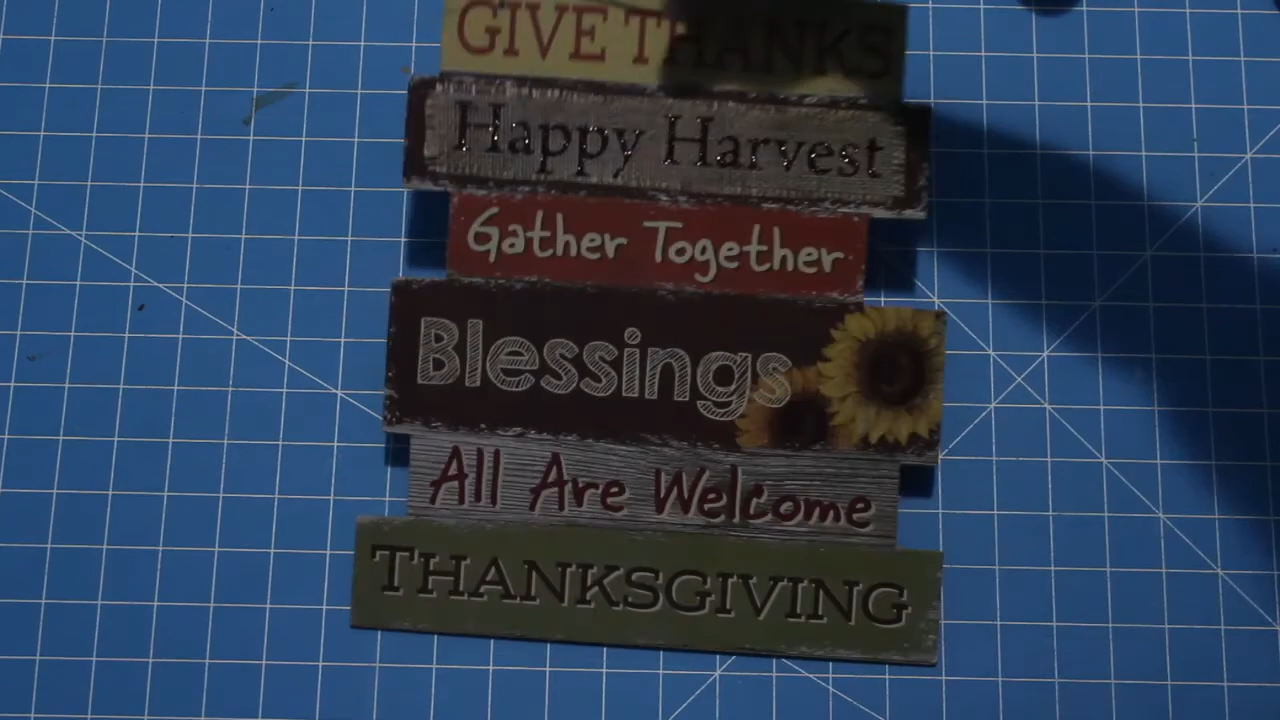 GIVE THANKS
Happy Harvest
Gather Together
Blessings
All Are Welcome
THANKSGIVING